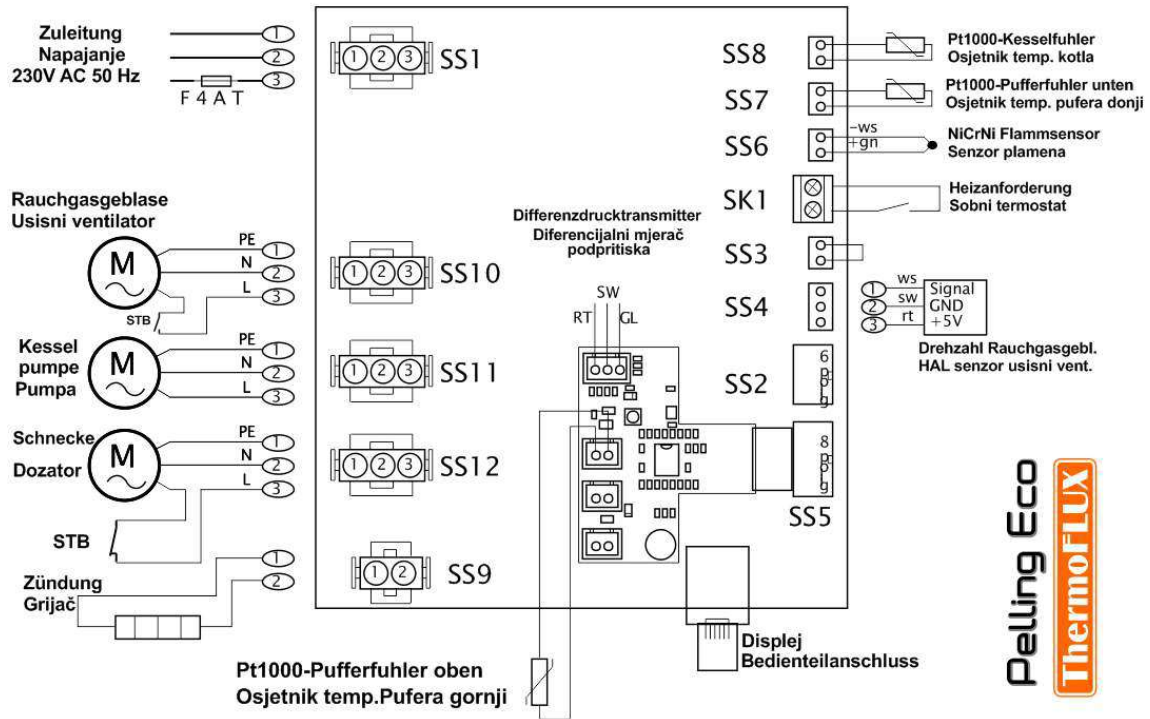 Zuleitung
Napajanje
230V AC 50 Hz
F 4 A T
1
2
3
1 2 3
SS1
Rauchgasgeblase
Usisni ventilator
M
PE
N
L
1
2
3
STB
1 2 3
SS10
Kessel
pumpe
Pumpa
M
PE
N
L
1
2
3
1 2 3
SS11
Schnecke
Dozator
M
PE
N
L
1
2
3
STB
1 2 3
SS12
Zündung
Grijač
1
2
1 2
SS9
Differenzdrucktransmitter
Diferencijalni mjerač
podpritiska
SW
RT GL
Pt1000-Pufferfuhler oben
Osjetnik temp.Pufera gornji
Displej
Bedienteilanschluss
SS8
Pt1000-Kesselfuhler
Osjetnik temp. kotla
SS7
Pt1000-Pufferfuhler unten
Osjetnik temp. pufera donji
SS6
-ws
+gn
NiCrNi Flammsensor
Senzor plamena
SK1
Heizanforderung
Sobni termostat
SS3
SS4
1 ws Signal
2 sw GND
3 rt +5V
Drehzahl Rauchgasgebl.
HAL senzor usisni vent.
SS2
6polig
8polig
SS5
Pelling Eco
ThermoFLUX